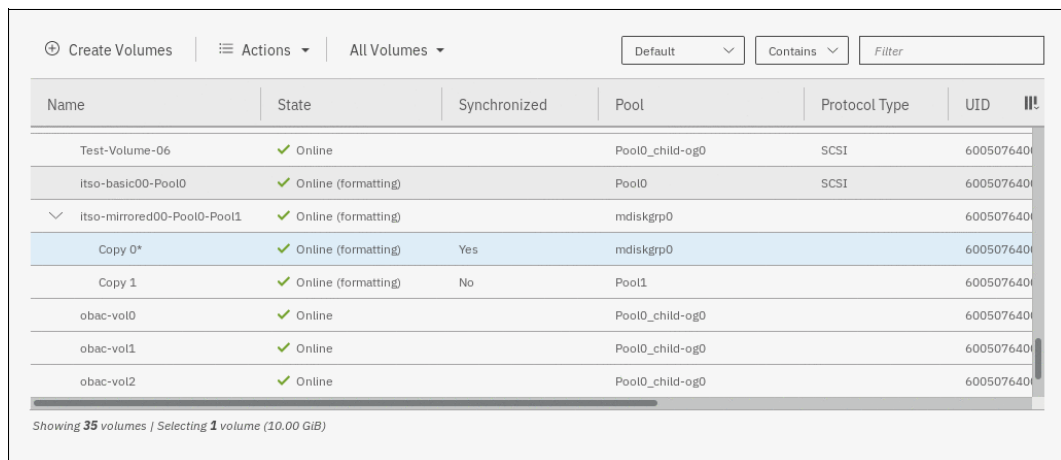 Create Volumes Actions All Volumes Default Contains Filter
Name State Synchronized Pool Protocol Type UID
Test-Volume-06 Online Pool0_child-og0 SCSI 600507640
itso-basic00-Pool0 Online (formatting) Pool0 SCSI 600507640
itso-mirrored00-Pool0-Pool1 Online (formatting) mdiskgrp0 600507640
Copy 0* Online (formatting) Yes mdiskgrp0 600507640
Copy 1 Online (formatting) No Pool1 600507640
obac-vol0 Online Pool0_child-og0 600507640
obac-vol1 Online Pool0_child-og0 600507640
obac-vol2 Online Pool0_child-og0 600507640
Showing 35 volumes | Selecting 1 volume (10.00 GiB)